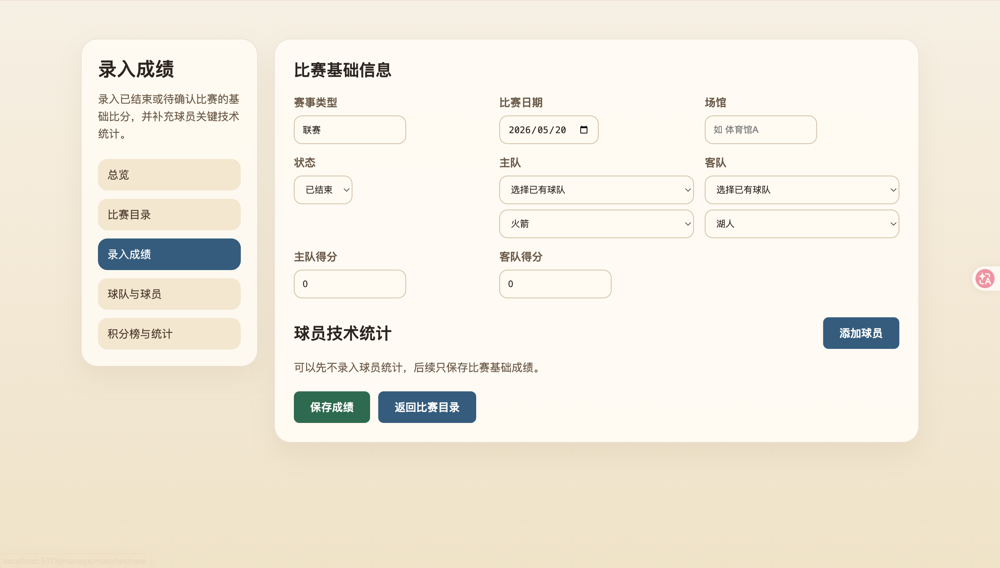 录入成绩
录入已结束或待确认比赛的基
础比分，并补充球员关键技术
统计。
总览
比赛目录
录入成绩
球队与球员
积分榜与统计
比赛基础信息
赛事类型
比赛日期
场馆
联赛
2026/05/20
如 体育馆A
状态
主队
客队
已结束
选择已有球队
选择已有球队
火箭
湖人
主队得分
客队得分
0
0
球员技术统计
添加球员
可以先不录入球员统计，后续只保存比赛基础成绩。
保存成绩
返回比赛目录
localhost:5173/manage/matches/new